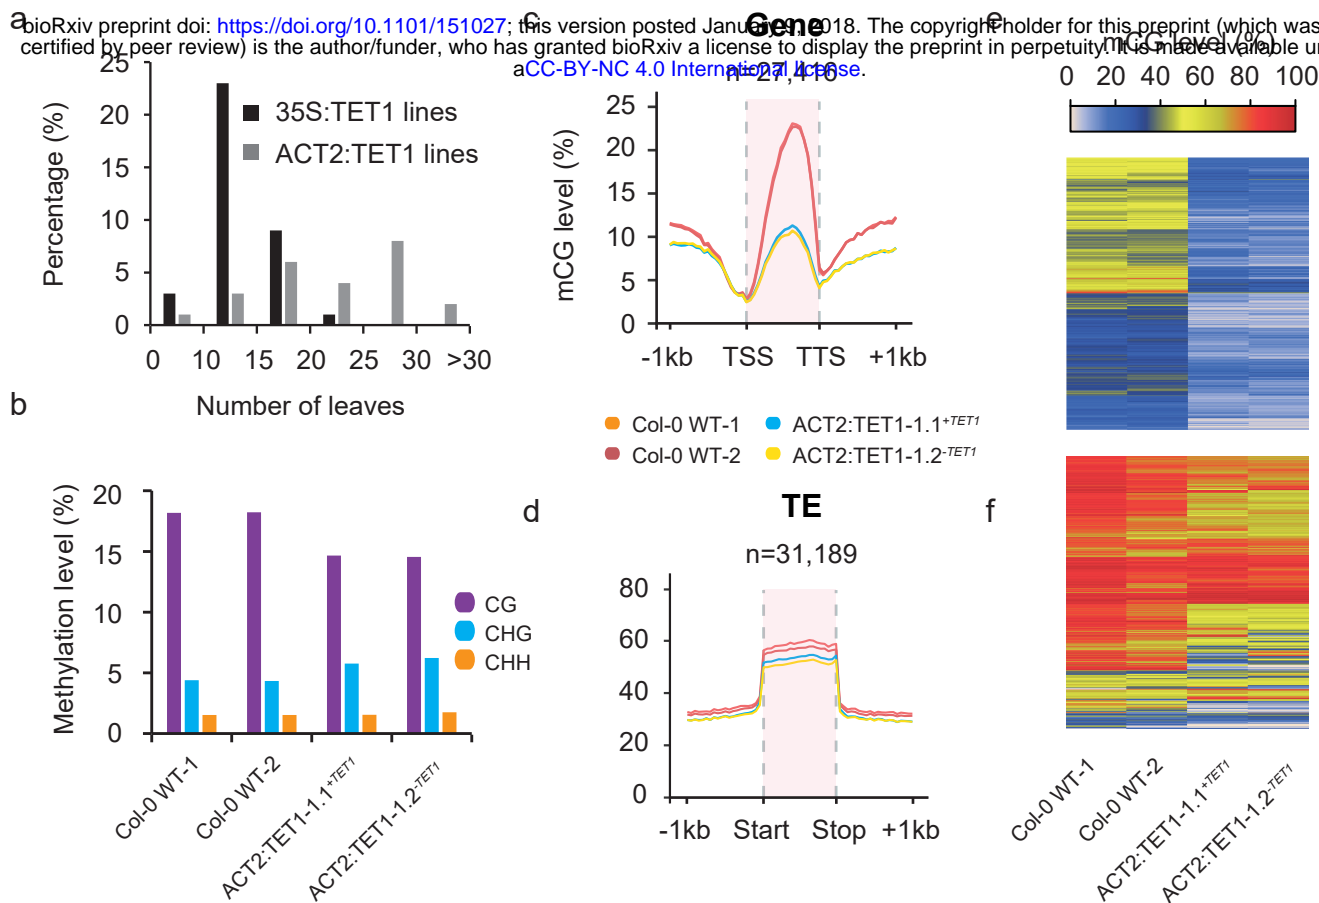 bioRxiv preprint doi: https://doi.org/10.1101/151027; this version posted January 9, 2018. The copyright holder for this preprint (which was
certified by peer review) is the author/funder, who has granted bioRxiv a license to display the preprint in perpetuity. It is made available un
aCC-BY-NC 4.0 International license.
a
Percentage (%)
25
20
15
10
5
0
35S:TET1 lines
ACT2:TET1 lines
0 10 15 20 25 30 >30
Number of leaves
b
Methylation level (%)
20
15
10
5
0
CG
CHG
CHH
Col-0 WT-1
Col-0 WT-2
ACT2:TET1-1.1+TET1
ACT2:TET1-1.2-TET1
c
Gene
n=27,416
mCG level (%)
25
20
15
10
5
0
-1kb TSS TTS +1kb
Col-0 WT-1
ACT2:TET1-1.1+TET1
Col-0 WT-2
ACT2:TET1-1.2-TET1
d
TE
n=31,189
80
60
40
20
0
-1kb Start Stop +1kb
e
mCG level (%)
0 20 40 60 80 100
f
Col-0 WT-1
Col-0 WT-2
ACT2:TET1-1.1+TET1
ACT2:TET1-1.2-TET1